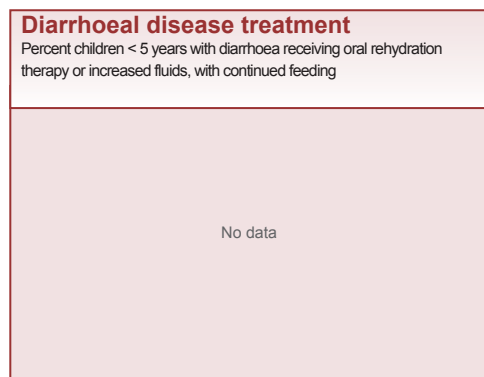 Diarrhoeal disease treatment
Percent children < 5 years with diarrhoea receiving oral rehydration
therapy or increased fluids, with continued feeding
No data